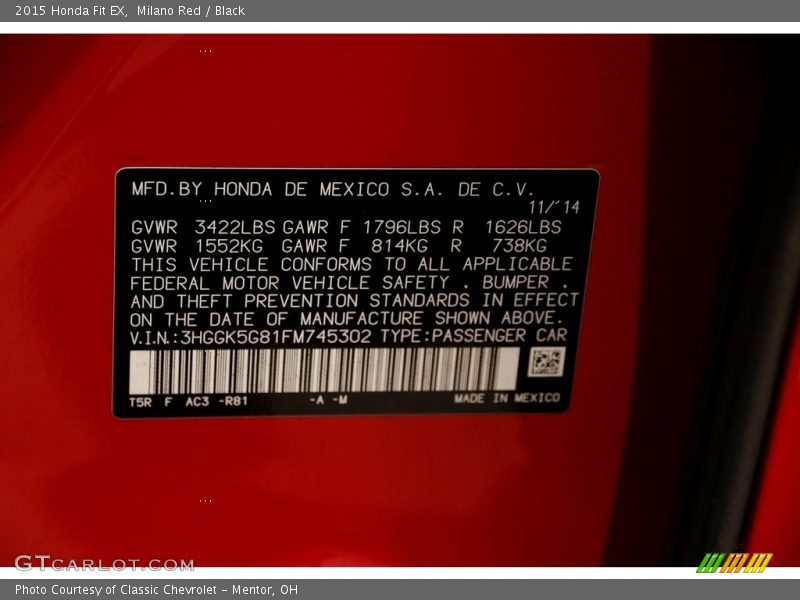 2015 Honda Fit EX,  Milano Red / Black
MFD.BY HONDA DE MEXICO S.A. DE C.V.
11/'14
GVWR 3422LBS GAWR F 1796LBS R 1626LBS
GVWR 1552KG GAWR F 814KG R 738KG
THIS VEHICLE CONFORMS TO ALL APPLICABLE
FEDERAL MOTOR VEHICLE SAFETY . BUMPER .
AND THEFT PREVENTION STANDARDS IN EFFECT
ON THE DATE OF MANUFACTURE SHOWN ABOVE.
V.I.N.:3HGGK5G81FM745302 TYPE:PASSENGER CAR
T5R F AC3 -R81 -A -M MADE IN MEXICO
GTCARLOT.COM
Photo Courtesy of Classic Chevrolet - Mentor, OH